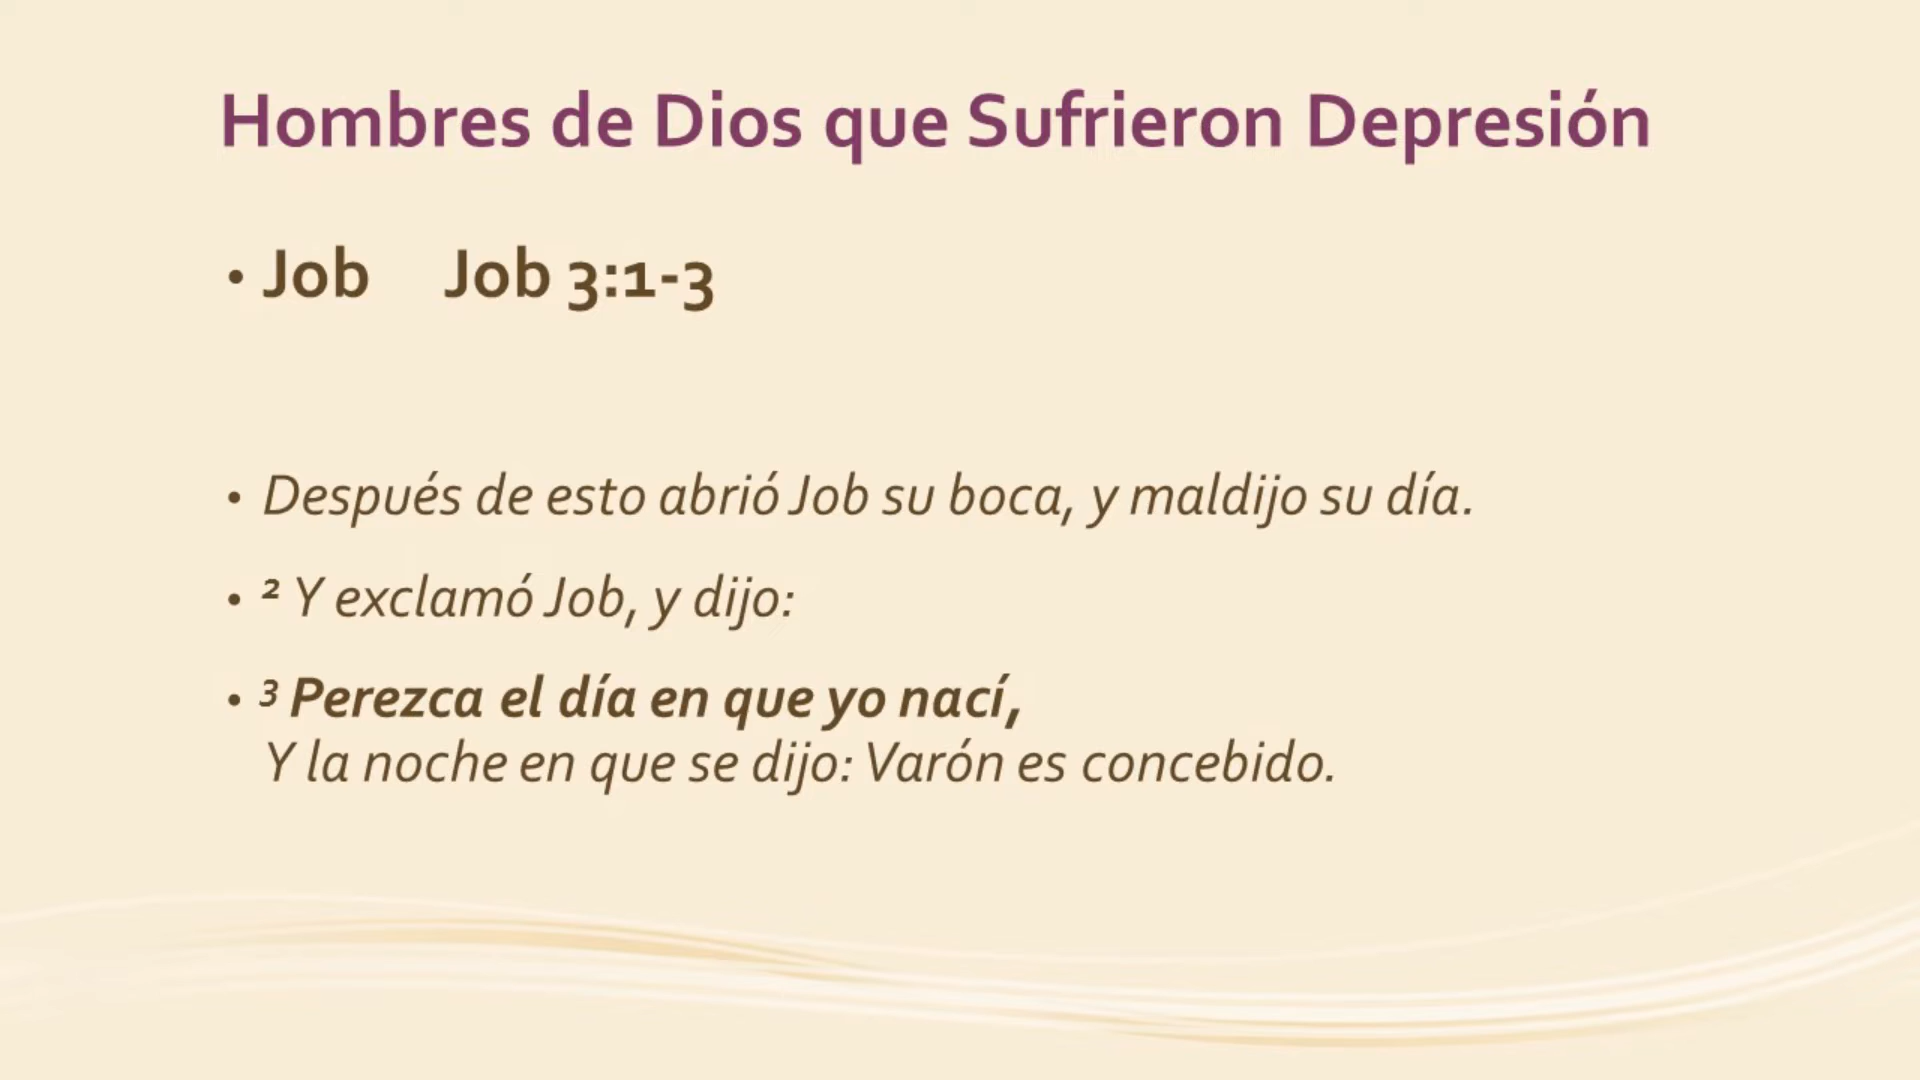 Hombres de Dios que Sufrieron Depresión
• Job Job 3:1-3
• Después de esto abrió Job su boca, y maldijo su día.
• ² Y exclamó Job, y dijo:
• ³ Perezca el día en que yo nací,
Y la noche en que se dijo: Varón es concebido.